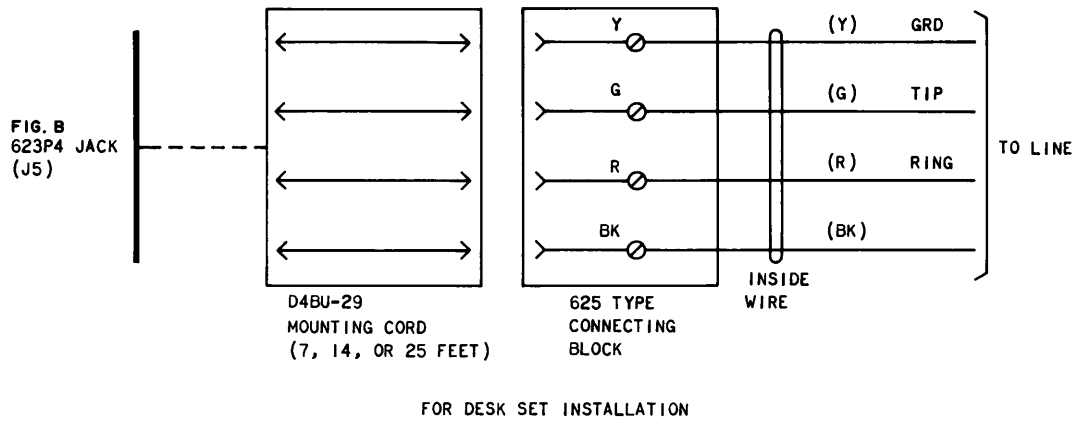 FIG. B
623P4 JACK
(J5)
Y
(Y) GRD
G
(G) TIP
R
(R) RING
BK
(BK)
TO LINE
INSIDE
WIRE
D4BU-29
MOUNTING CORD
(7, 14, OR 25 FEET)
625 TYPE
CONNECTING
BLOCK
FOR DESK SET INSTALLATION